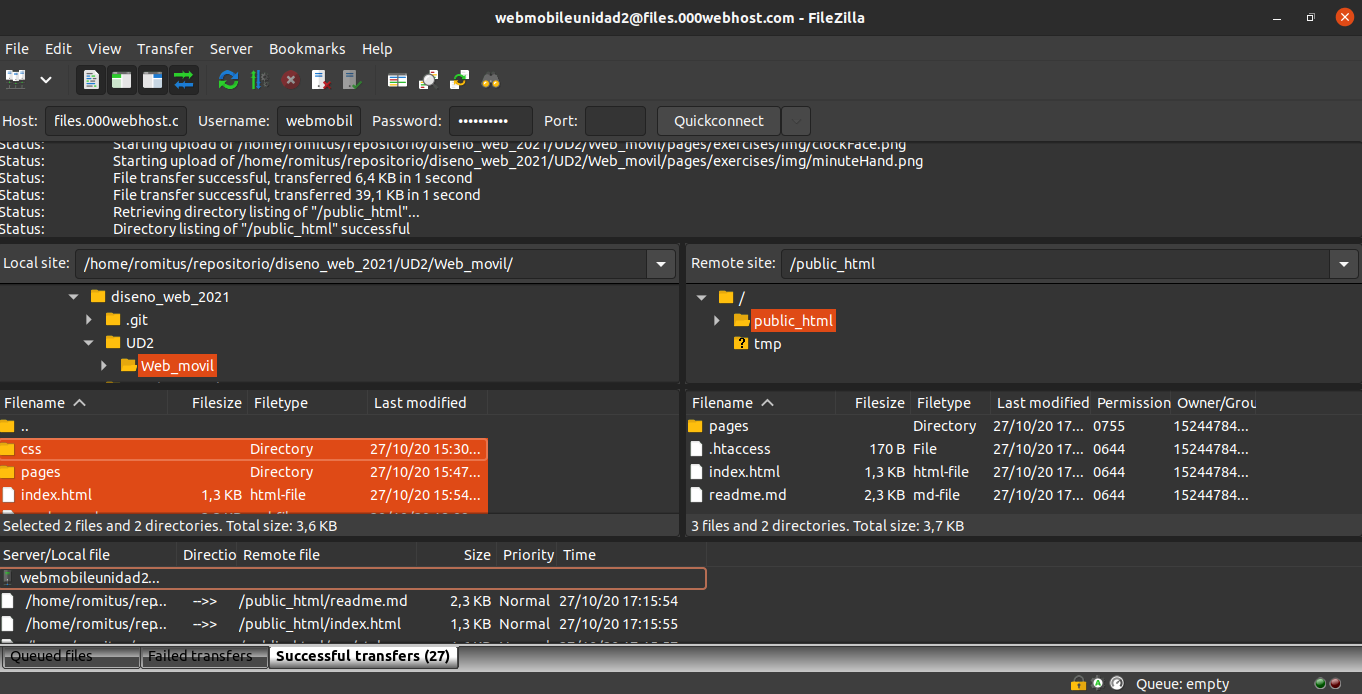 webmobileunidad2@files.000webhost.com - FileZilla
File Edit View Transfer Server Bookmarks Help
Host: files.000webhost.c Username: webmobil Password: •••••••••• Port: Quickconnect
Status: Starting upload of /home/romitus/repositorio/diseno_web_2021/UD2/Web_movil/pages/exercises/img/clockFace.png
Status: Starting upload of /home/romitus/repositorio/diseno_web_2021/UD2/Web_movil/pages/exercises/img/minuteHand.png
Status: File transfer successful, transferred 6,4 KB in 1 second
Status: File transfer successful, transferred 39,1 KB in 1 second
Status: Retrieving directory listing of "/public_html"...
Status: Directory listing of "/public_html" successful
Local site: /home/romitus/repositorio/diseno_web_2021/UD2/Web_movil/
diseno_web_2021
.git
UD2
Web_movil
Remote site: /public_html
/
public_html
? tmp
Filename Filesize Filetype Last modified
..
css Directory 27/10/20 15:30...
pages Directory 27/10/20 15:47...
index.html 1,3 KB html-file 27/10/20 15:54...
Selected 2 files and 2 directories. Total size: 3,6 KB
Filename Filesize Filetype Last modified Permission Owner/Grou
pages Directory 27/10/20 17... 0755 15244784...
.htaccess 170 B File 27/10/20 17... 0644 15244784...
index.html 1,3 KB html-file 27/10/20 17... 0644 15244784...
readme.md 2,3 KB md-file 27/10/20 17... 0644 15244784...
3 files and 2 directories. Total size: 3,7 KB
Server/Local file Directio Remote file Size Priority Time
webmobileunidad2...
/home/romitus/rep... -->> /public_html/readme.md 2,3 KB Normal 27/10/20 17:15:54
/home/romitus/rep... -->> /public_html/index.html 1,3 KB Normal 27/10/20 17:15:55
Queued files Failed transfers Successful transfers (27)
Queue: empty